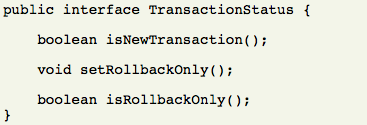 public interface TransactionStatus {
    boolean isNewTransaction();
    void setRollbackOnly();
    boolean isRollbackOnly();
}